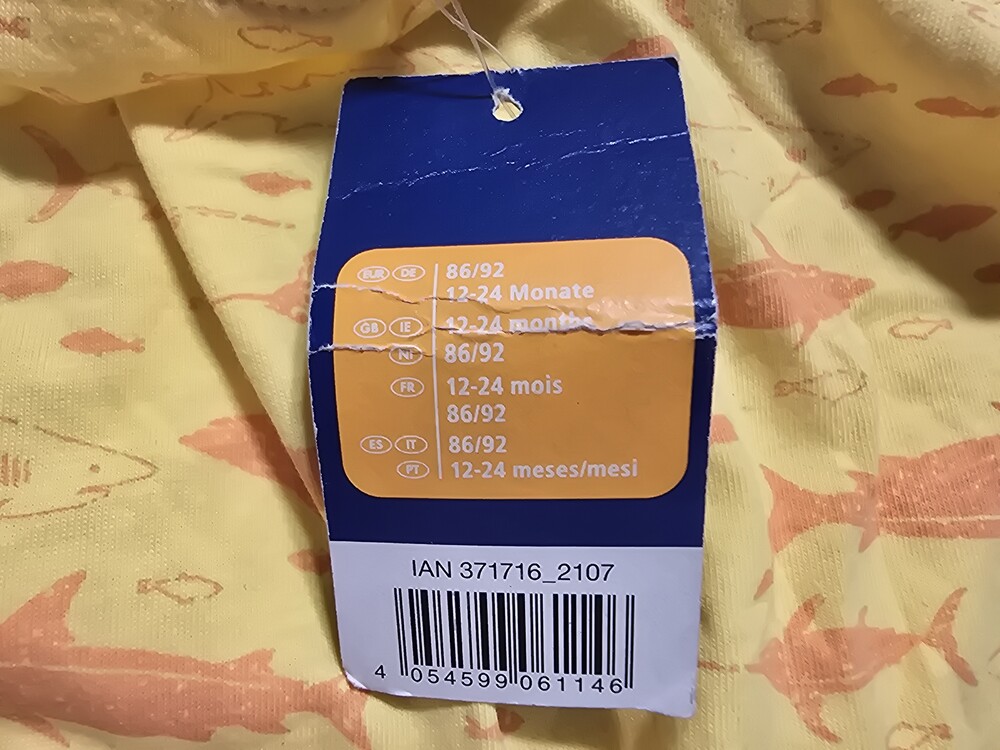 EUR DE 86/92
12-24 Monate
GB IE 12-24 months
NL 86/92
FR 12-24 mois
86/92
ES IT 86/92
PT 12-24 meses/mesi
IAN 371716_2107
4 054599 061146